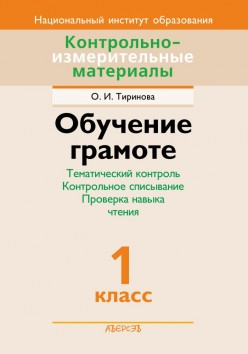 Национальный институт образования
Контрольно-
измерительные
материалы
О. И. Тиринова
Обучение
грамоте
Тематический контроль
Контрольное списывание
Проверка навыка
чтения
1
класс
АВЕРСЭВ